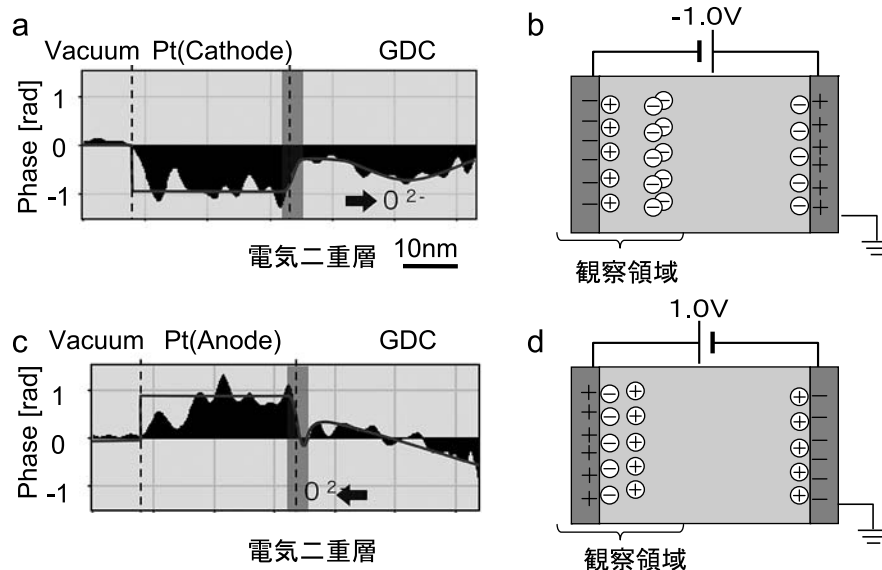 a
Vacuum Pt(Cathode) GDC
Phase [rad]
1
0
-1
O 2-
電気二重層 10nm
b
-1.0V
− + − − +
− + − − +
− + − − +
− + − − +
− + − − +
観察領域
c
Vacuum Pt(Anode) GDC
Phase [rad]
1
0
-1
O 2-
電気二重層
d
1.0V
+ − + + −
+ − + + −
+ − + + −
+ − + + −
+ − + + −
観察領域